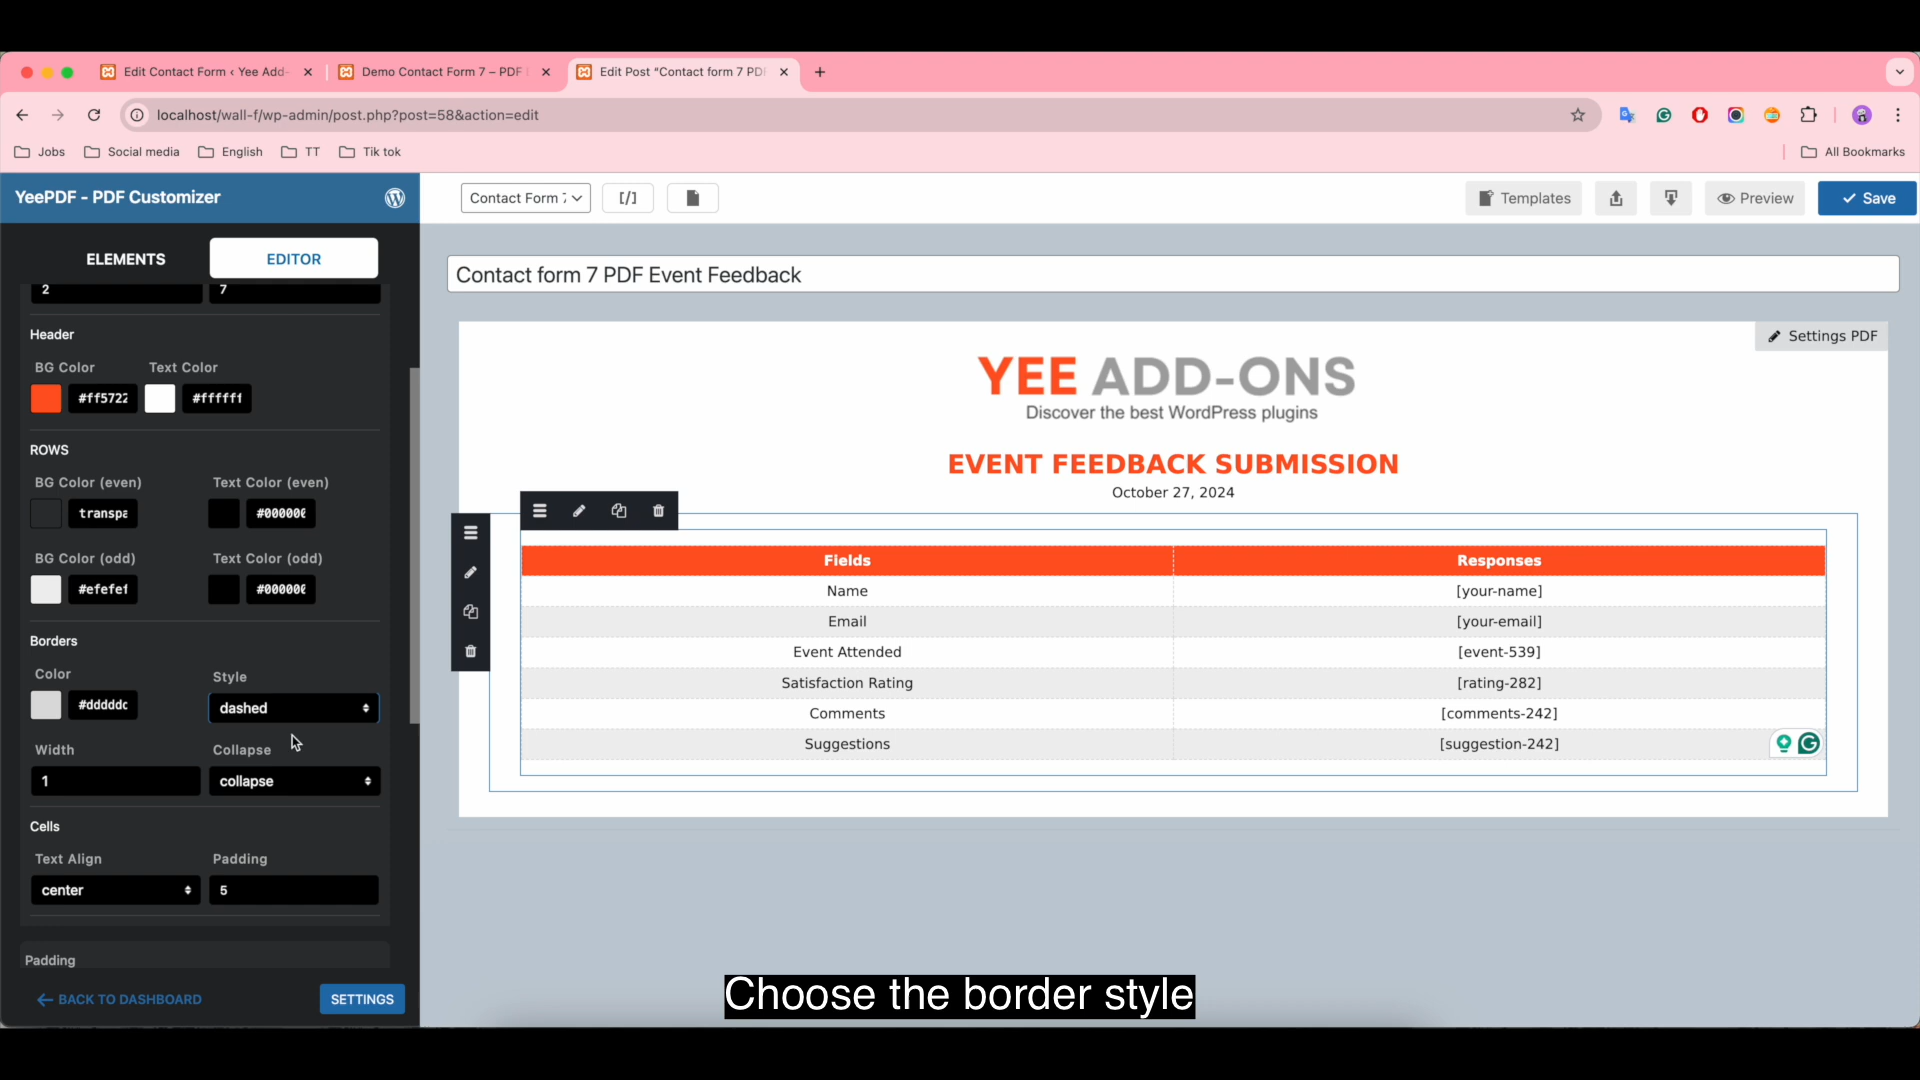 Edit Contact Form ‹ Yee Add-
Demo Contact Form 7 – PDF
Edit Post “Contact form 7 PDF
localhost/wall-f/wp-admin/post.php?post=58&action=edit
Jobs
Social media
English
TT
Tik tok
All Bookmarks
YeePDF - PDF Customizer
Contact Form 7
[/]
Templates
Preview
Save
ELEMENTS
EDITOR
2
7
Header
BG Color
Text Color
#ff5722
#ffffff
ROWS
BG Color (even)
Text Color (even)
transpa
#000000
BG Color (odd)
Text Color (odd)
#efefef
#000000
Borders
Color
Style
#dddddd
dashed
Width
Collapse
1
collapse
Cells
Text Align
Padding
center
5
Padding
BACK TO DASHBOARD
SETTINGS
Contact form 7 PDF Event Feedback
Settings PDF
YEE ADD-ONS
Discover the best WordPress plugins
EVENT FEEDBACK SUBMISSION
October 27, 2024
Fields
Responses
Name
[your-name]
Email
[your-email]
Event Attended
[event-539]
Satisfaction Rating
[rating-282]
Comments
[comments-242]
Suggestions
[suggestion-242]
Choose the border style